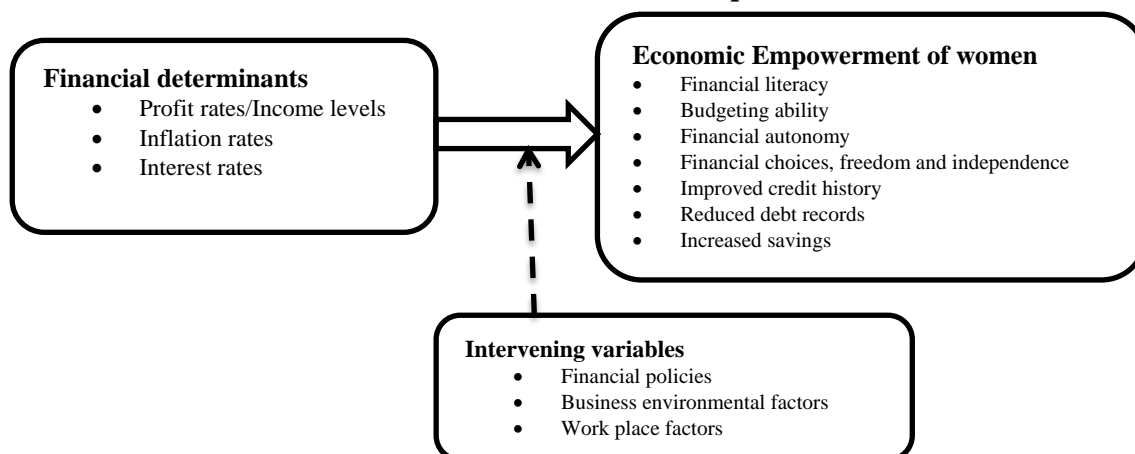 Financial determinants
• Profit rates/Income levels
• Inflation rates
• Interest rates
Economic Empowerment of women
• Financial literacy
• Budgeting ability
• Financial autonomy
• Financial choices, freedom and independence
• Improved credit history
• Reduced debt records
• Increased savings
Intervening variables
• Financial policies
• Business environmental factors
• Work place factors